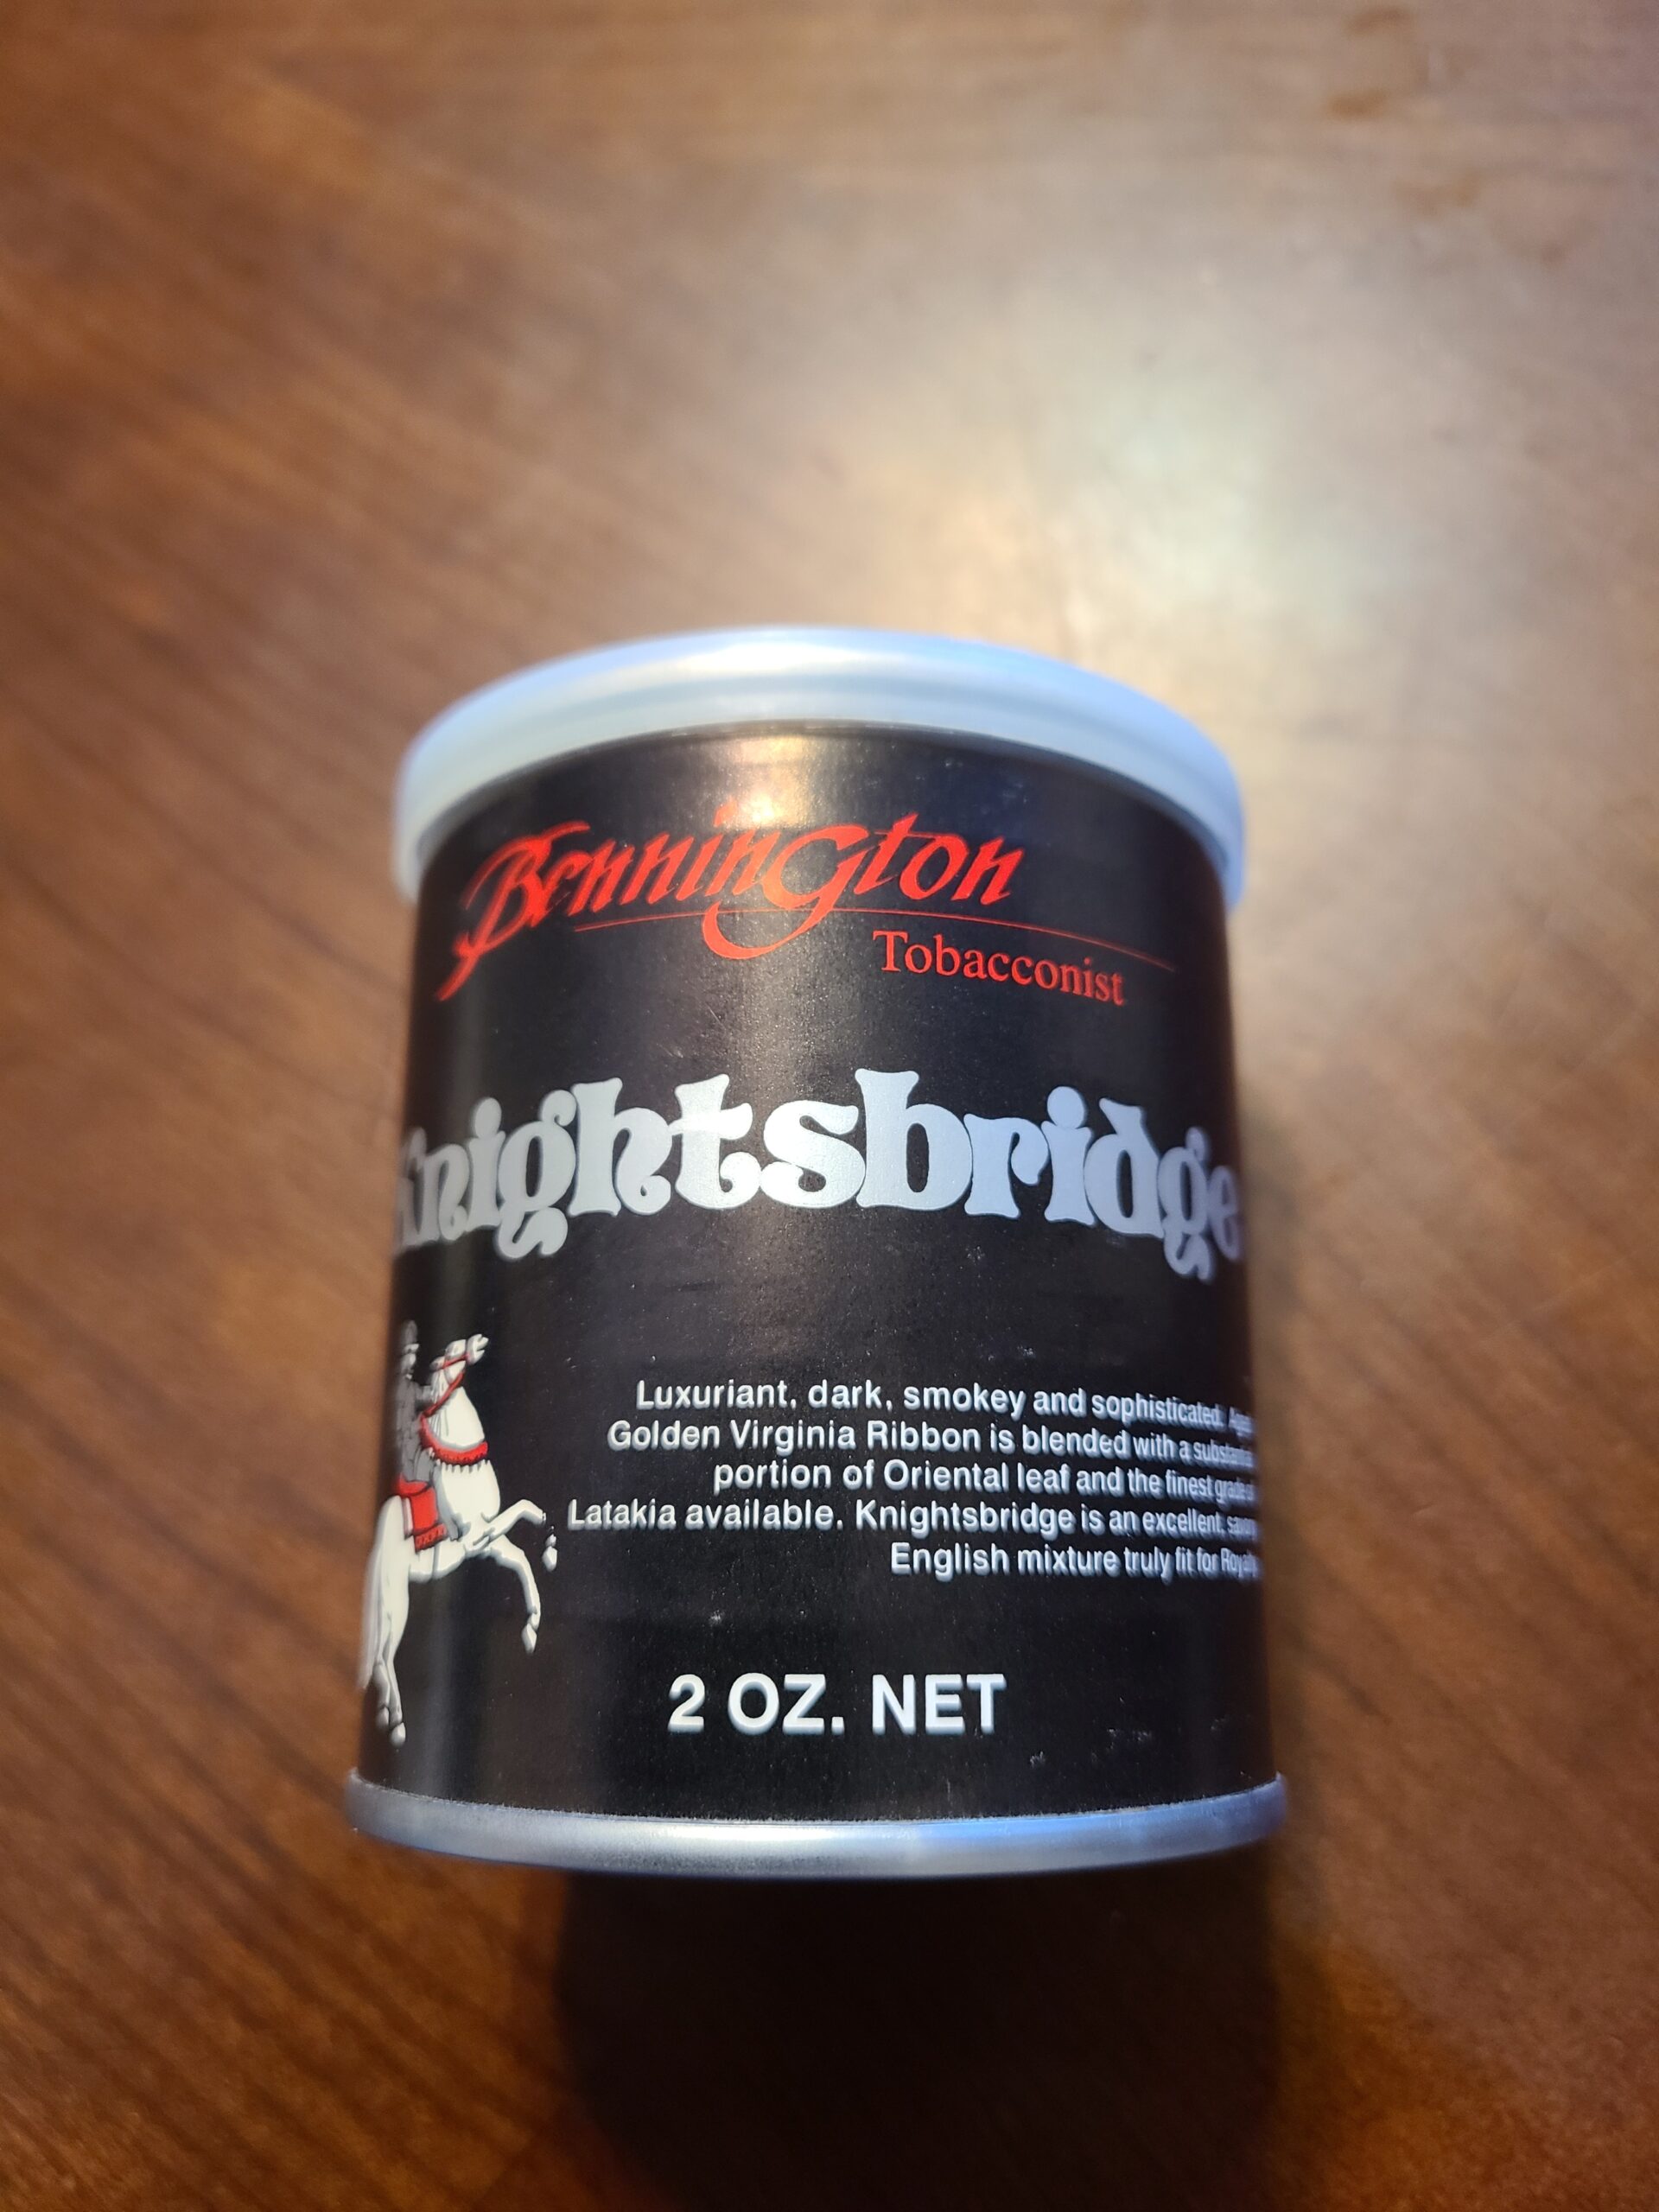 Bennington
Tobacconist
Knightsbridge
Luxuriant, dark, smokey and sophisticated.
Golden Virginia Ribbon is blended with a
portion of Oriental leaf and the finest
Latakia available. Knightsbridge is an excellent,
English mixture truly fit for
2 OZ. NET